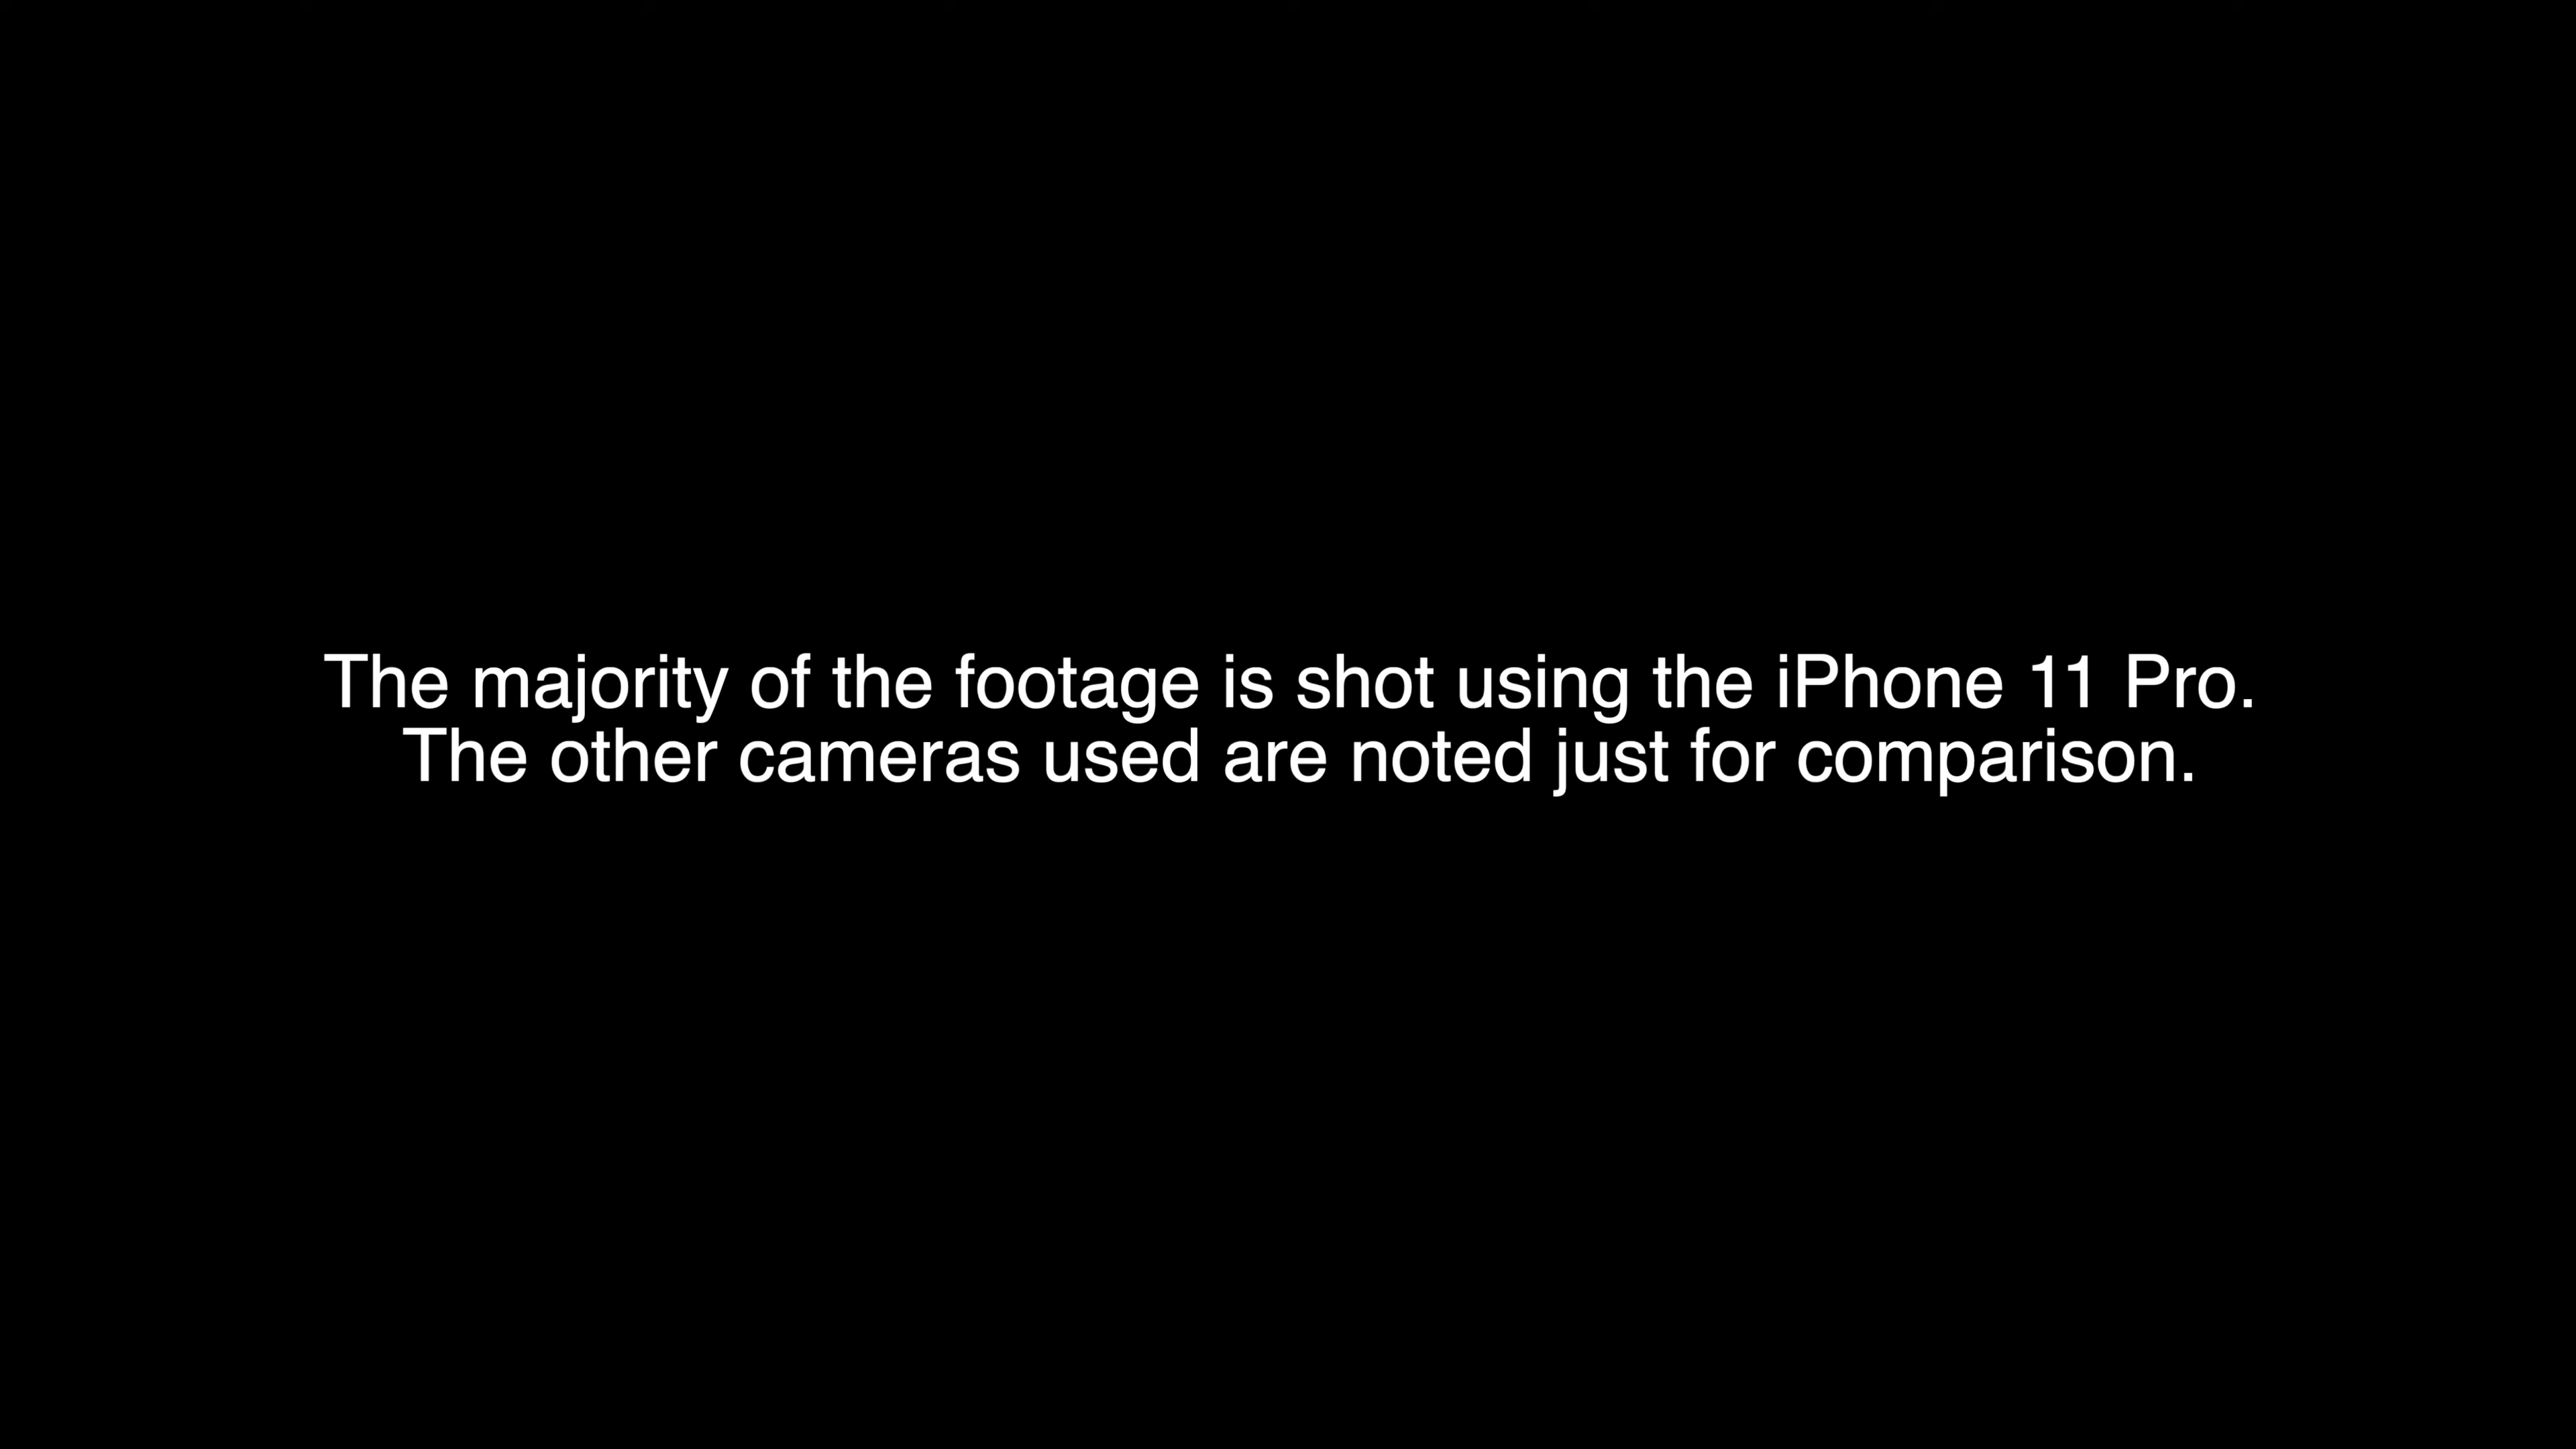 The majority of the footage is shot using the iPhone 11 Pro.
The other cameras used are noted just for comparison.